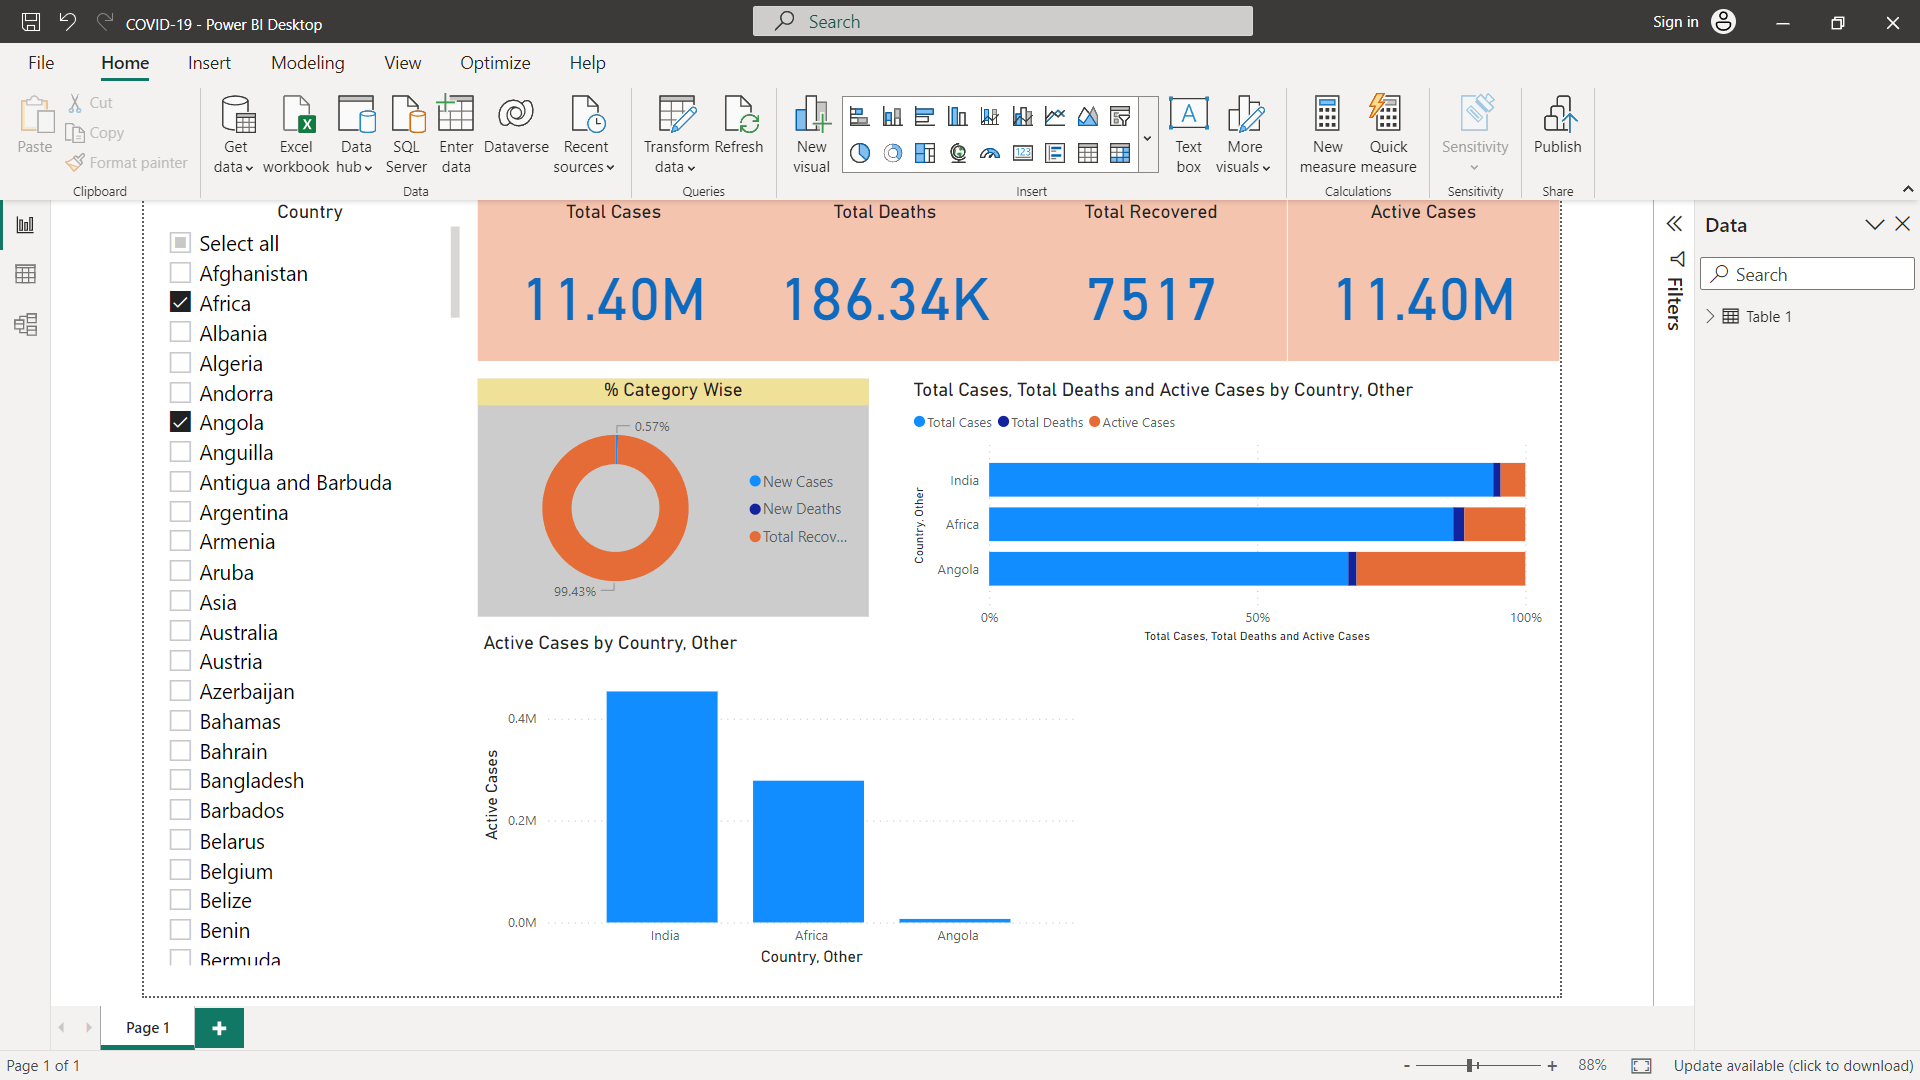 COVID-19 - Power BI Desktop
Search
Sign in
File
Home
Insert
Modeling
View
Optimize
Help
Paste
Cut
Copy
Format painter
Clipboard
Get data
Excel workbook
Data hub
SQL Server
Enter data
Dataverse
Recent sources
Data
Transform data
Refresh
Queries
New visual
123
Insert
A
Text box
More visuals
New measure
Quick measure
Calculations
Sensitivity
Sensitivity
Publish
Share
Country
Select all
Afghanistan
Africa
Albania
Algeria
Andorra
Angola
Anguilla
Antigua and Barbuda
Argentina
Armenia
Aruba
Asia
Australia
Austria
Azerbaijan
Bahamas
Bahrain
Bangladesh
Barbados
Belarus
Belgium
Belize
Benin
Bermuda
Total Cases
11.40M
Total Deaths
186.34K
Total Recovered
7517
Active Cases
11.40M
% Category Wise
0.57%
99.43%
New Cases
New Deaths
Total Recov...
Total Cases, Total Deaths and Active Cases by Country, Other
Total Cases
Total Deaths
Active Cases
Country, Other
India
Africa
Angola
0%
50%
100%
Total Cases, Total Deaths and Active Cases
Active Cases by Country, Other
Active Cases
0.4M
0.2M
0.0M
India
Africa
Angola
Country, Other
Filters
Data
Search
Table 1
Page 1
Page 1 of 1
- + 88%
Update available (click to download)